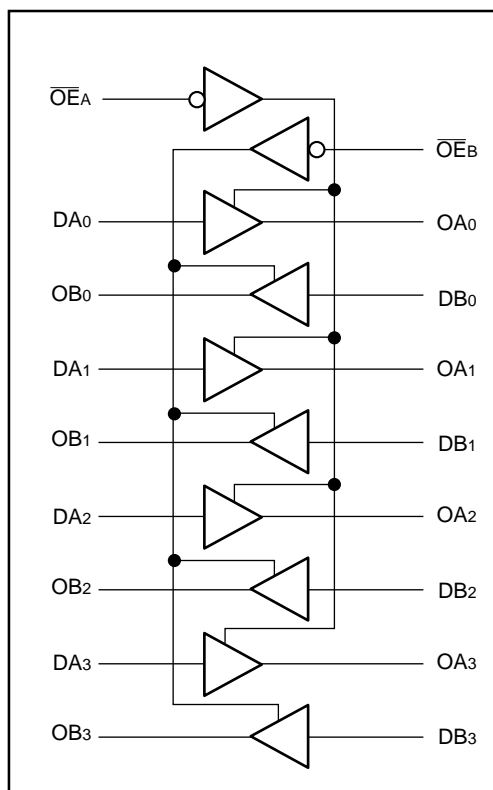 OEA
OEB
DA0 OA0
OB0 DB0
DA1 OA1
OB1 DB1
DA2 OA2
OB2 DB2
DA3 OA3
OB3 DB3